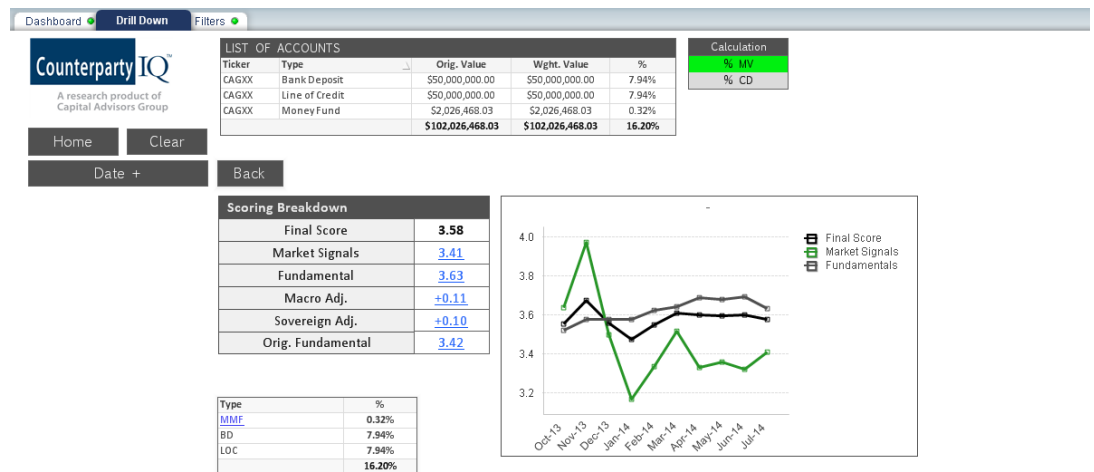 Dashboard Drill Down Filters
Counterparty IQ™
A research product of
Capital Advisors Group
Home Clear
Date +
Back
LIST OF ACCOUNTS
Ticker Type Orig. Value Wght. Value %
CAGXX Bank Deposit $50,000,000.00 $50,000,000.00 7.94%
CAGXX Line of Credit $50,000,000.00 $50,000,000.00 7.94%
CAGXX Money Fund $2,026,468.03 $2,026,468.03 0.32%
$102,026,468.03 $102,026,468.03 16.20%
Calculation
% MV
% CD
Scoring Breakdown
Final Score 3.58
Market Signals 3.41
Fundamental 3.63
Macro Adj. +0.11
Sovereign Adj. +0.10
Orig. Fundamental 3.42
-
4.0
3.8
3.6
3.4
3.2
Oct-13 Nov-13 Dec-13 Jan-14 Feb-14 Mar-14 Apr-14 May-14 Jun-14 Jul-14
Final Score
Market Signals
Fundamentals
Type %
MMF 0.32%
BD 7.94%
LOC 7.94%
16.20%